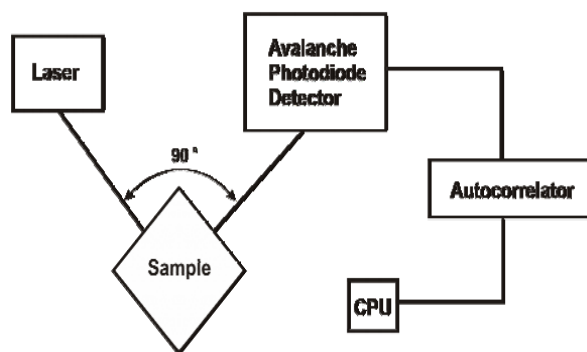 Laser
Avalanche
Photodiode
Detector
90 °
Autocorrelator
Sample
CPU